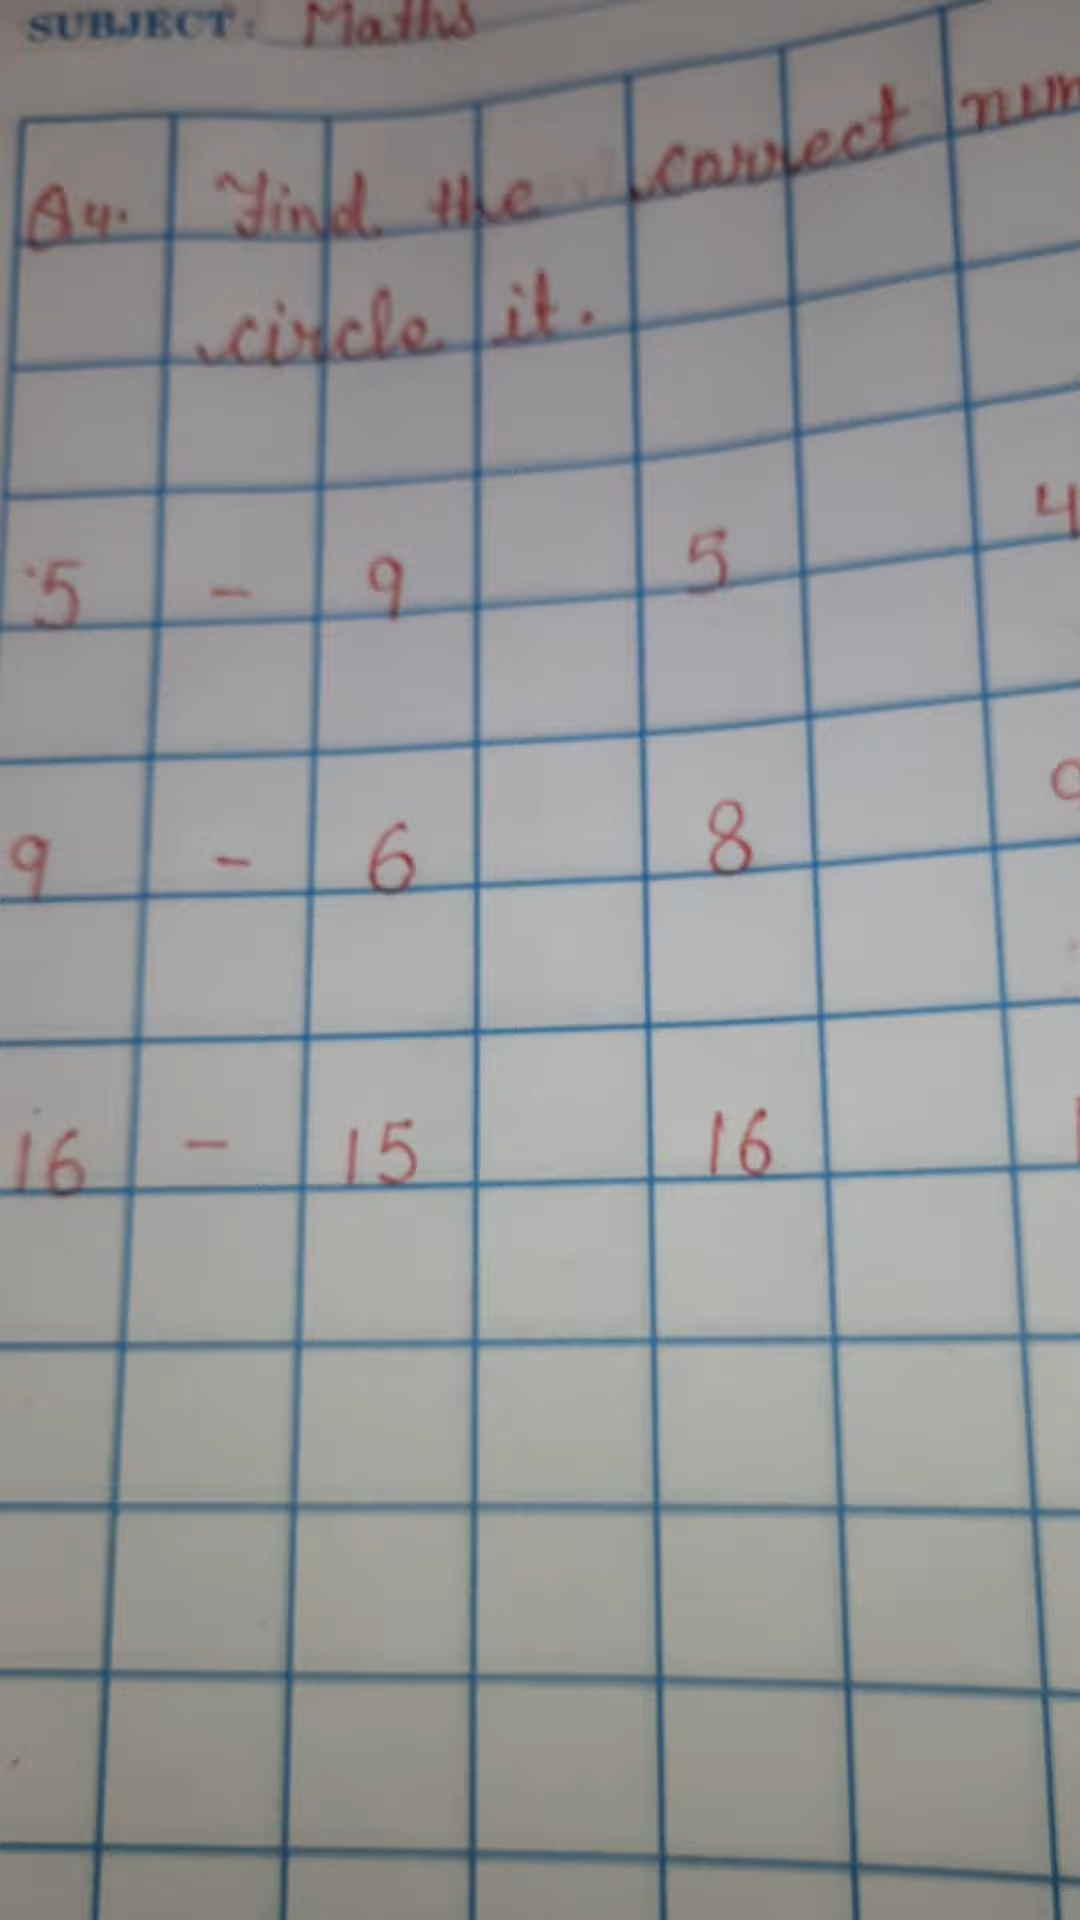 SUBJECT: Maths
Q4. Find the correct
circle it.
5 - 9 5 4
9 - 6 8
16 - 15 16